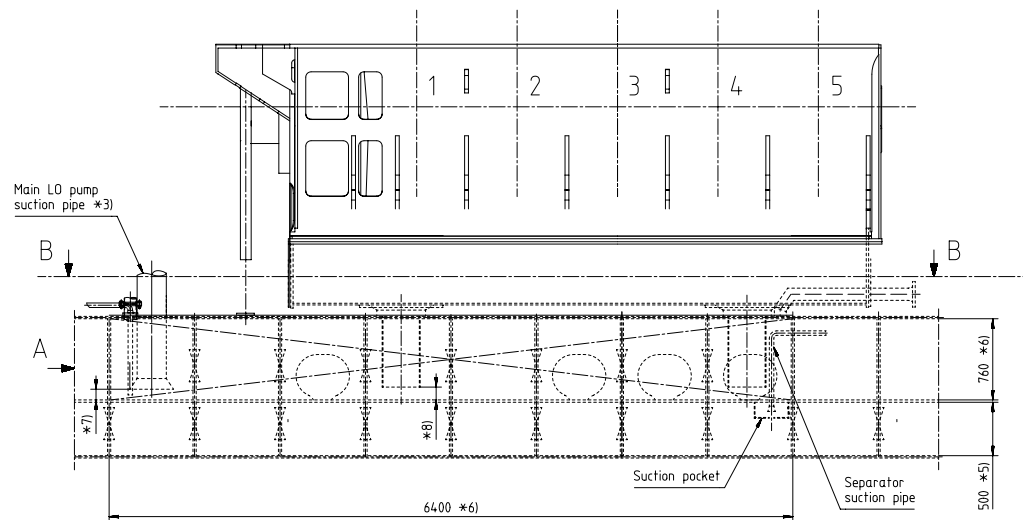 1 2 3 4 5
Main LO pump
suction pipe *3)
B B
A
760 *6)
*7)
*8)
500 *5)
Suction pocket
Separator
suction pipe
6400 *6)